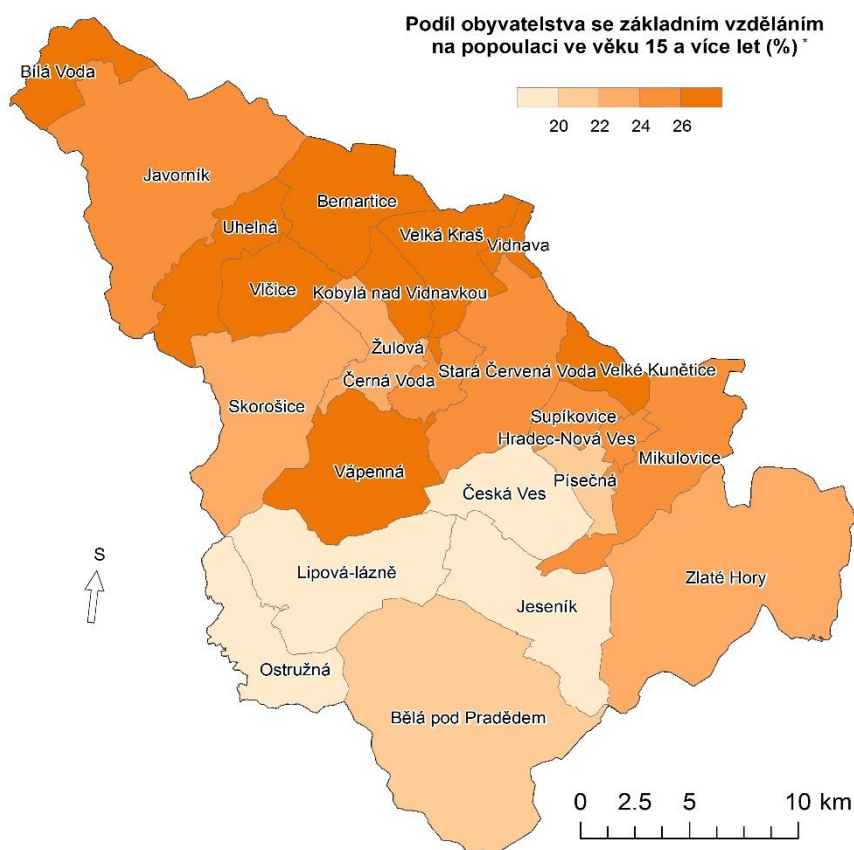 Podíl obyvatelstva se základním vzděláním
na popoulaci ve věku 15 a více let (%) *
20 22 24 26
Bílá Voda
Javorník
Bernartice
Uhelná
Velká Kraš
Vidnava
Vlčice
Kobylá nad Vidnavkou
Žulová
Stará Červená Voda
Velké Kunětice
Černá Voda
Skorošice
Supíkovice
Hradec-Nová Ves
Mikulovice
Vápenná
Písečná
Česká Ves
S
Lipová-lázně
Zlaté Hory
Jeseník
Ostružná
Bělá pod Pradědem
0 2.5 5 10 km